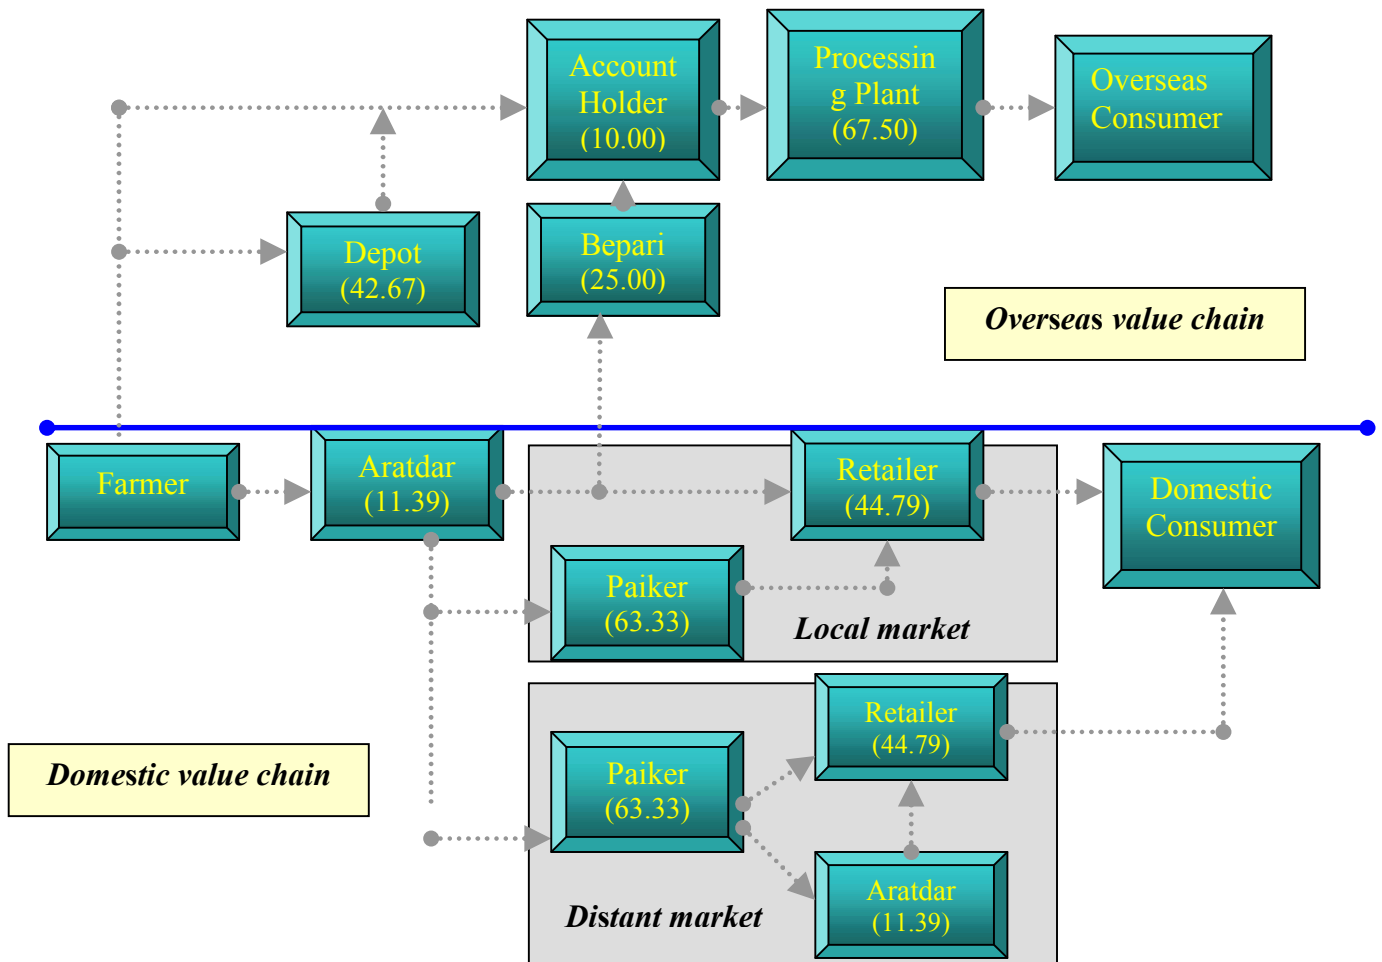 Account
Holder
(10.00)
Processin
g Plant
(67.50)
Overseas
Consumer
Depot
(42.67)
Bepari
(25.00)
Overseas value chain
Farmer
Aratdar
(11.39)
Retailer
(44.79)
Domestic
Consumer
Paiker
(63.33)
Local market
Domestic value chain
Paiker
(63.33)
Retailer
(44.79)
Aratdar
(11.39)
Distant market